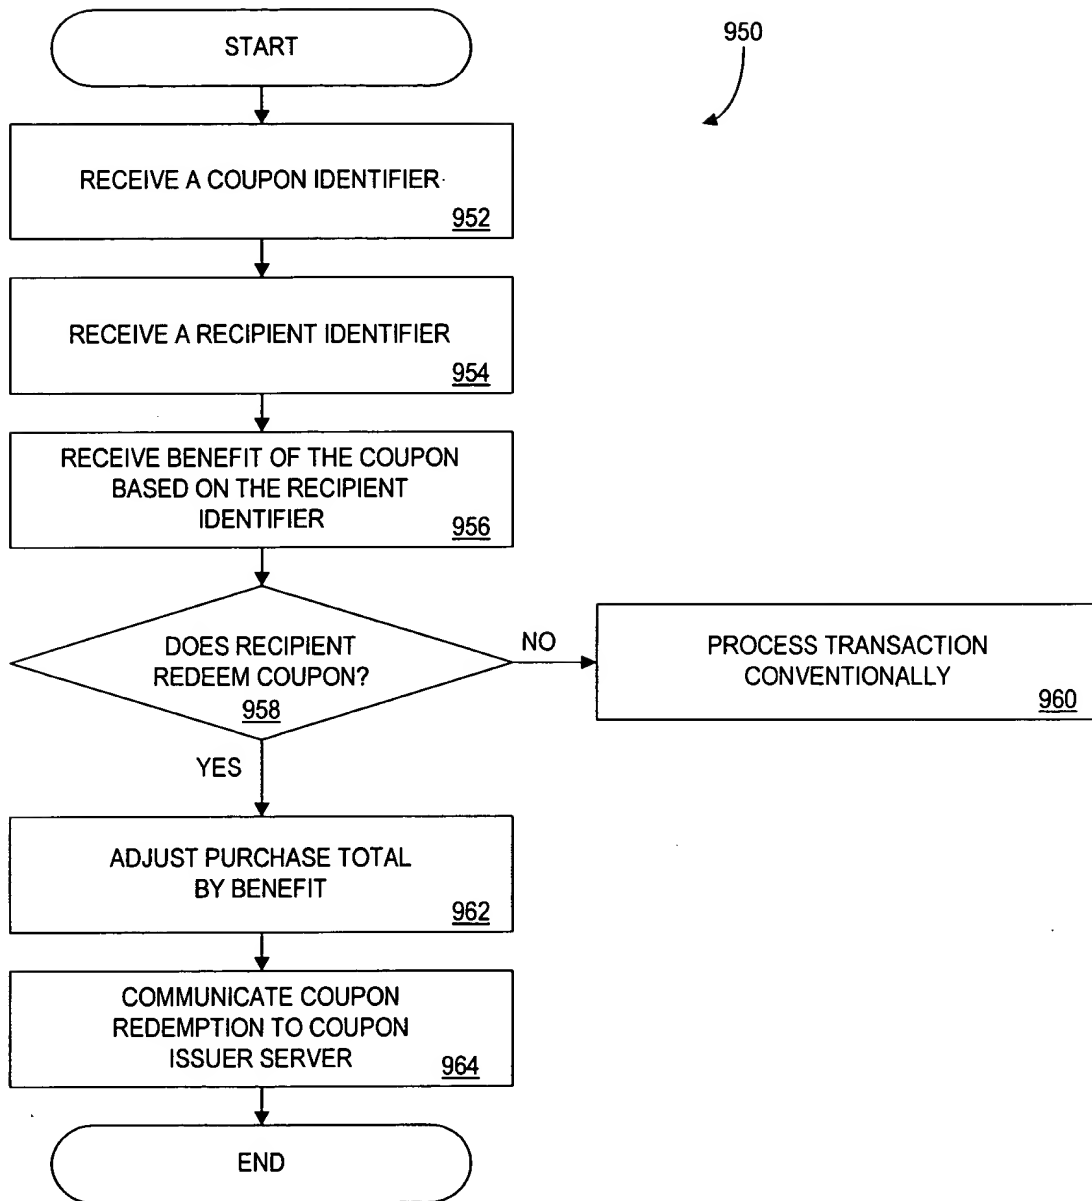 START
950
RECEIVE A COUPON IDENTIFIER
952
RECEIVE A RECIPIENT IDENTIFIER
954
RECEIVE BENEFIT OF THE COUPON
BASED ON THE RECIPIENT
IDENTIFIER
956
DOES RECIPIENT
REDEEM COUPON?
958
NO
PROCESS TRANSACTION
CONVENTIONALLY
960
YES
ADJUST PURCHASE TOTAL
BY BENEFIT
962
COMMUNICATE COUPON
REDEMPTION TO COUPON
ISSUER SERVER
964
END